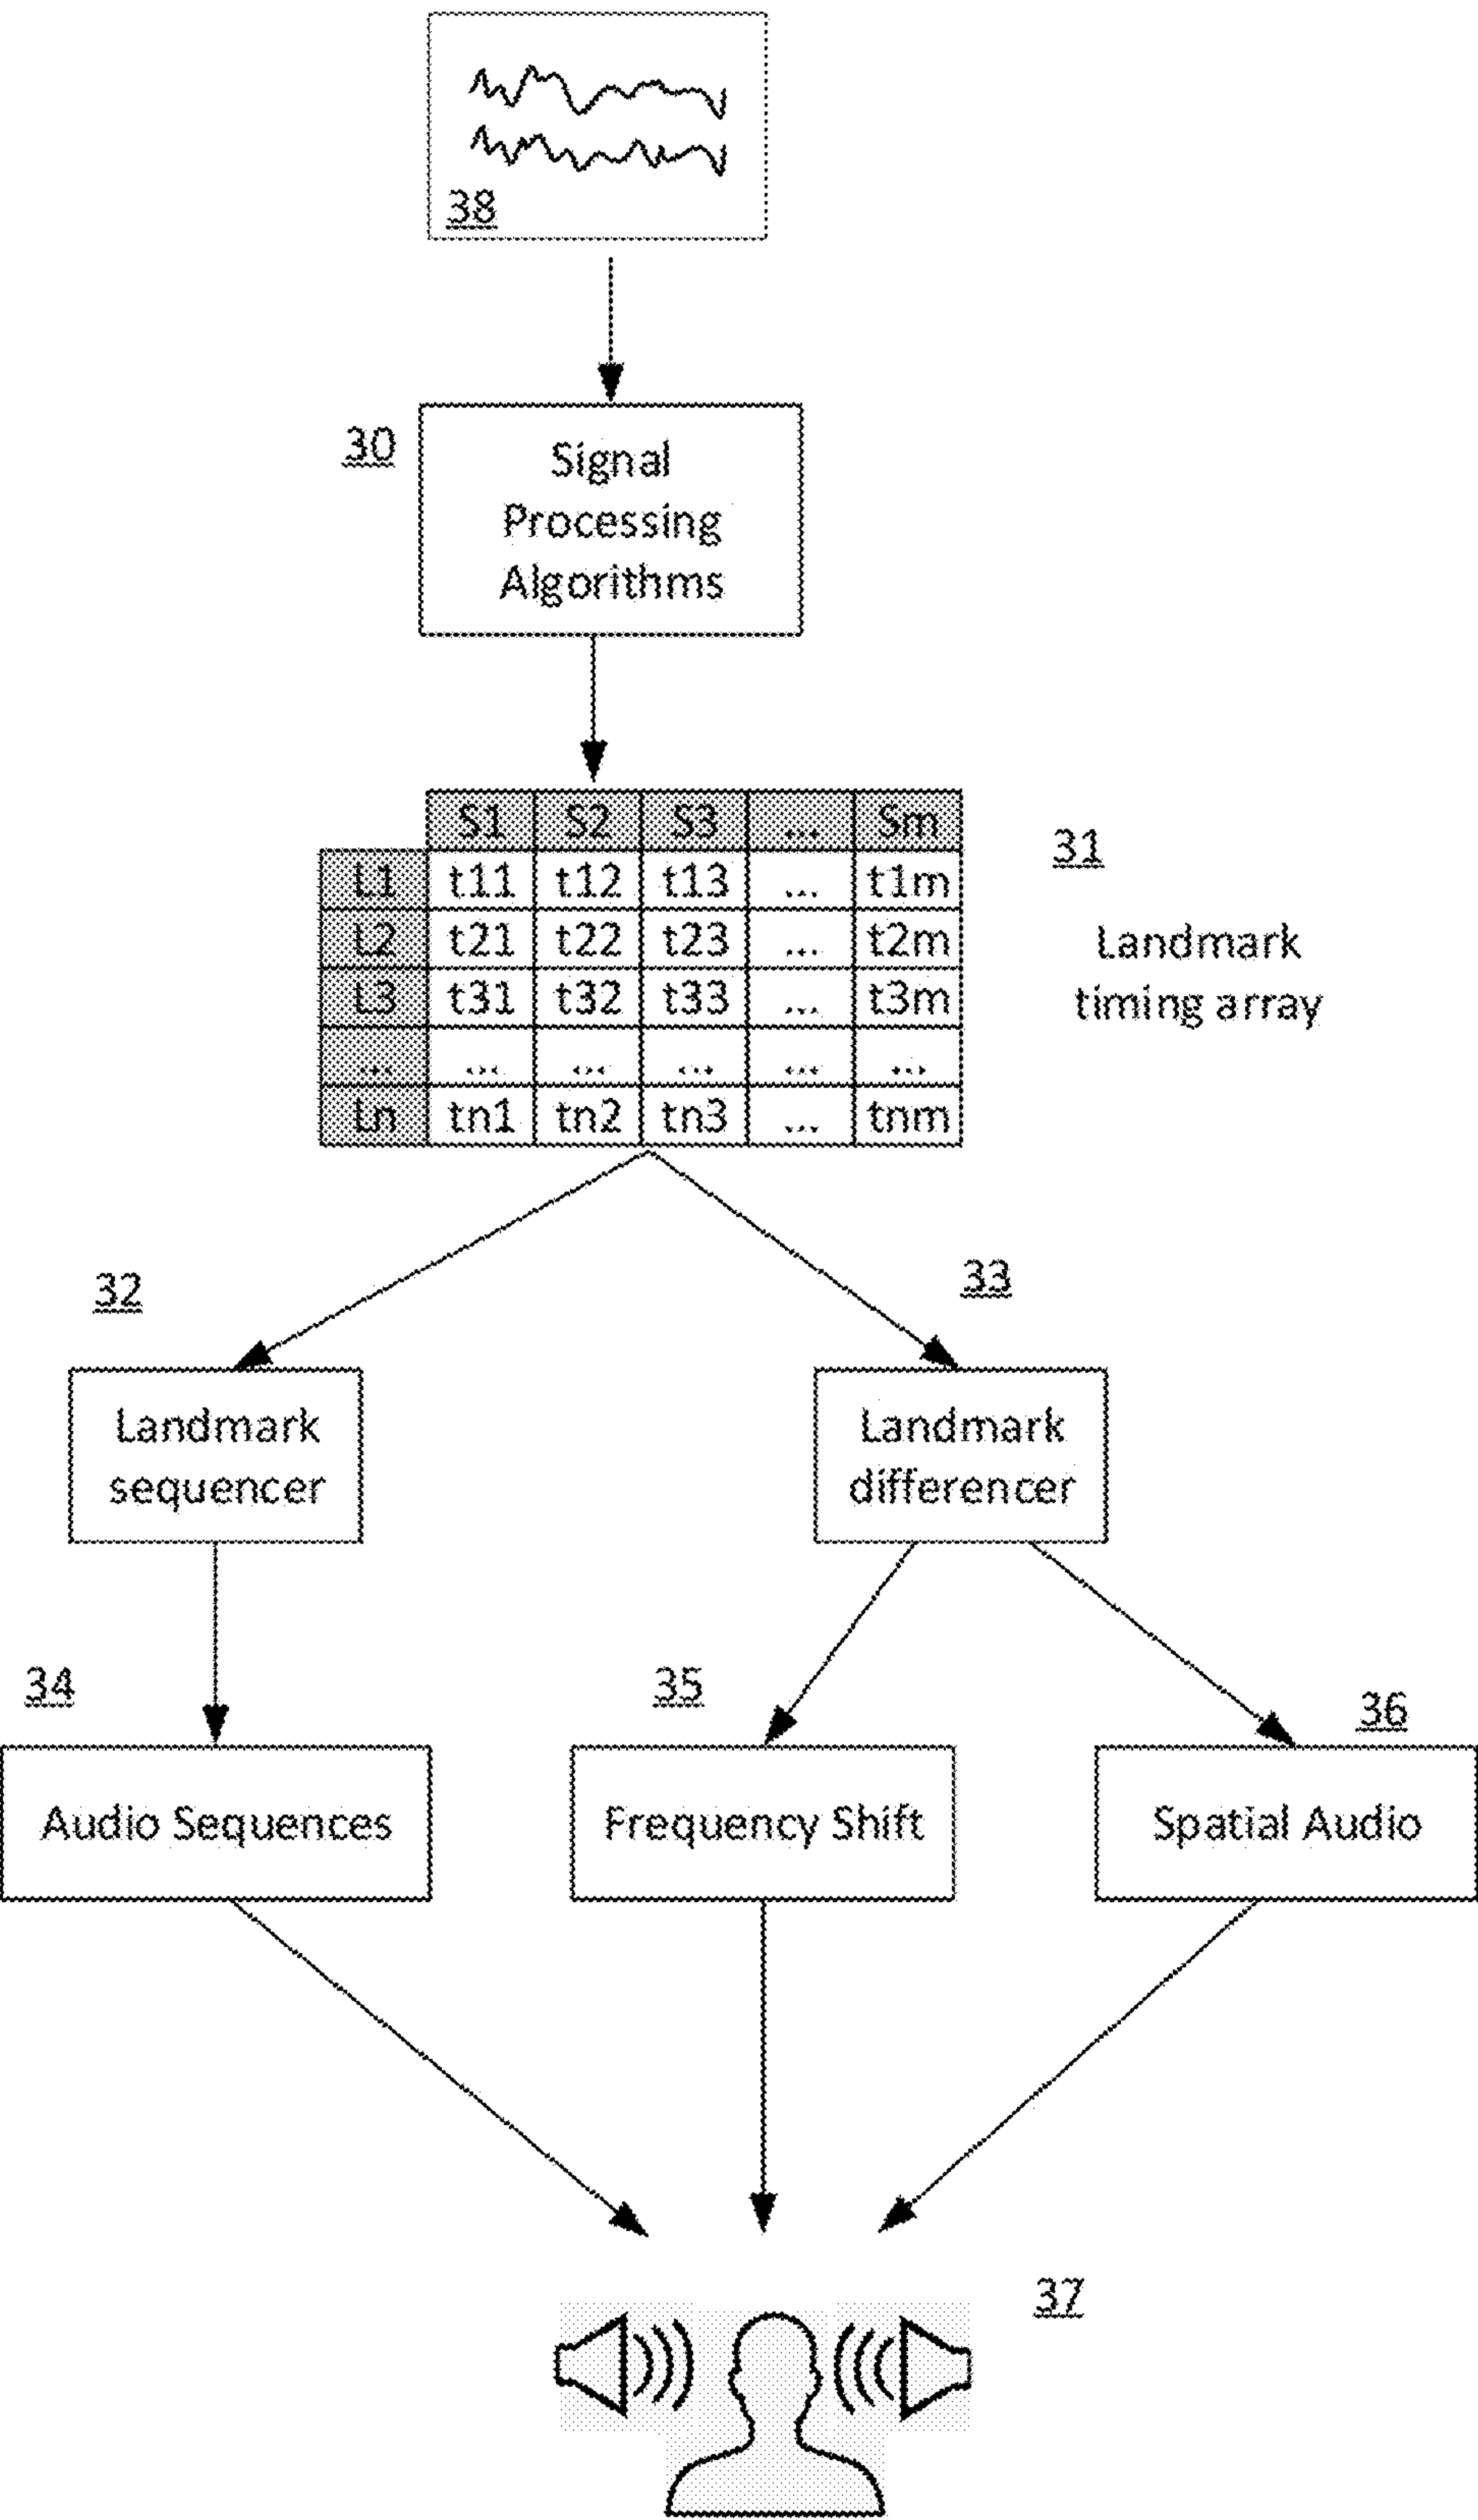 38
30
Signal
Processing
Algorithms
S1 S2 S3 ... Sm
L1 t11 t12 t13 ... t1m
L2 t21 t22 t23 ... t2m
L3 t31 t32 t33 ... t3m
... ... ... ... ... ...
Ln tn1 tn2 tn3 ... tnm
31
Landmark
timing array
32
33
Landmark
sequencer
Landmark
differencer
34
35
36
Audio Sequences
Frequency Shift
Spatial Audio
37